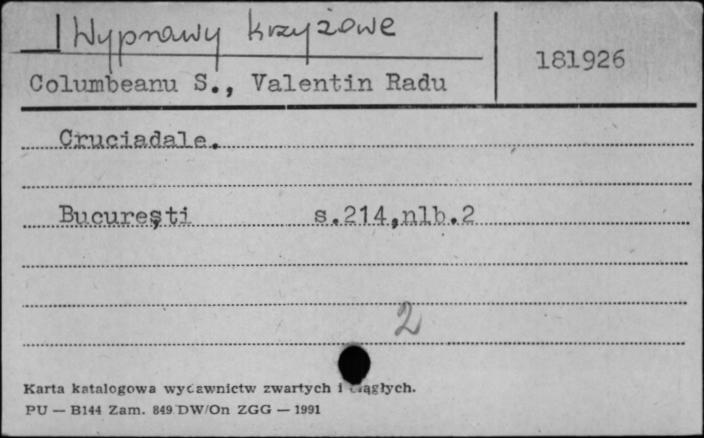 Wyprawy krzyżowe
181926
Columbeanu S., Valentin Radu
Cruciadale.
București s.214,nlb.2
2
Karta katalogowa wydawnictw zwartych i ciągłych.
PU — B144 Zam. 849 DW/On ZGG — 1991